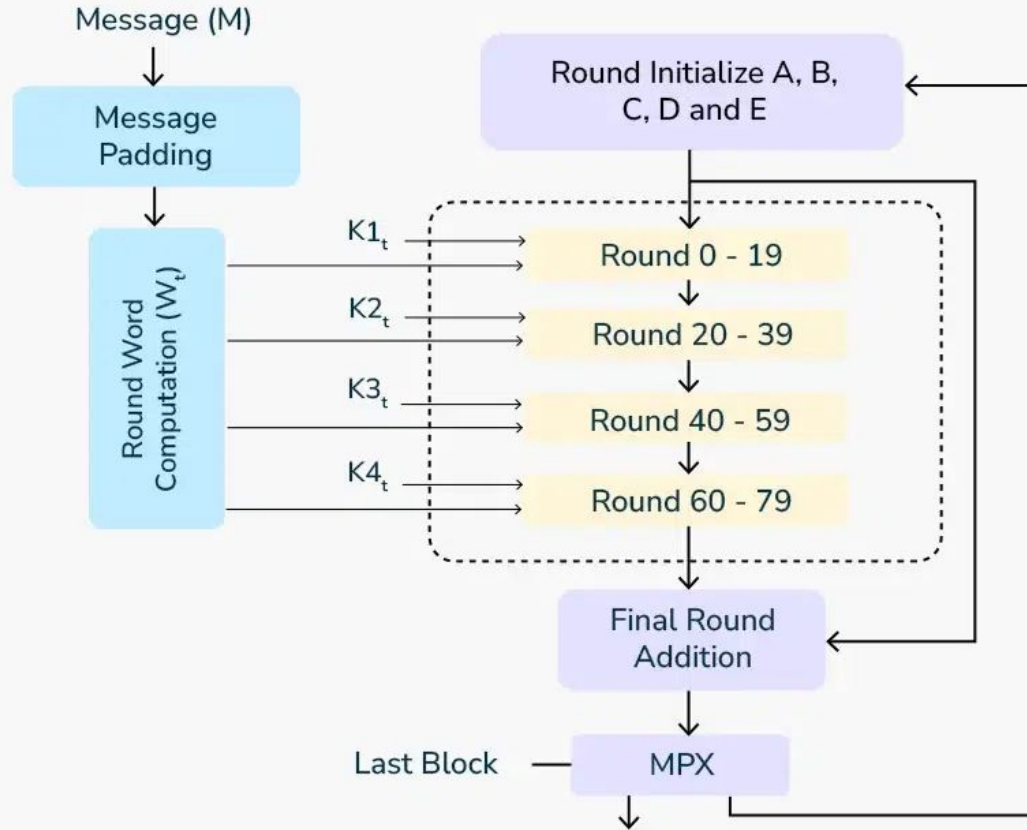 Message (M)
Message
Padding
Round Word
Computation (Wₜ)
Round Initialize A, B,
C, D and E
K1ₜ
Round 0 - 19
K2ₜ
Round 20 - 39
K3ₜ
Round 40 - 59
K4ₜ
Round 60 - 79
Final Round
Addition
Last Block
MPX